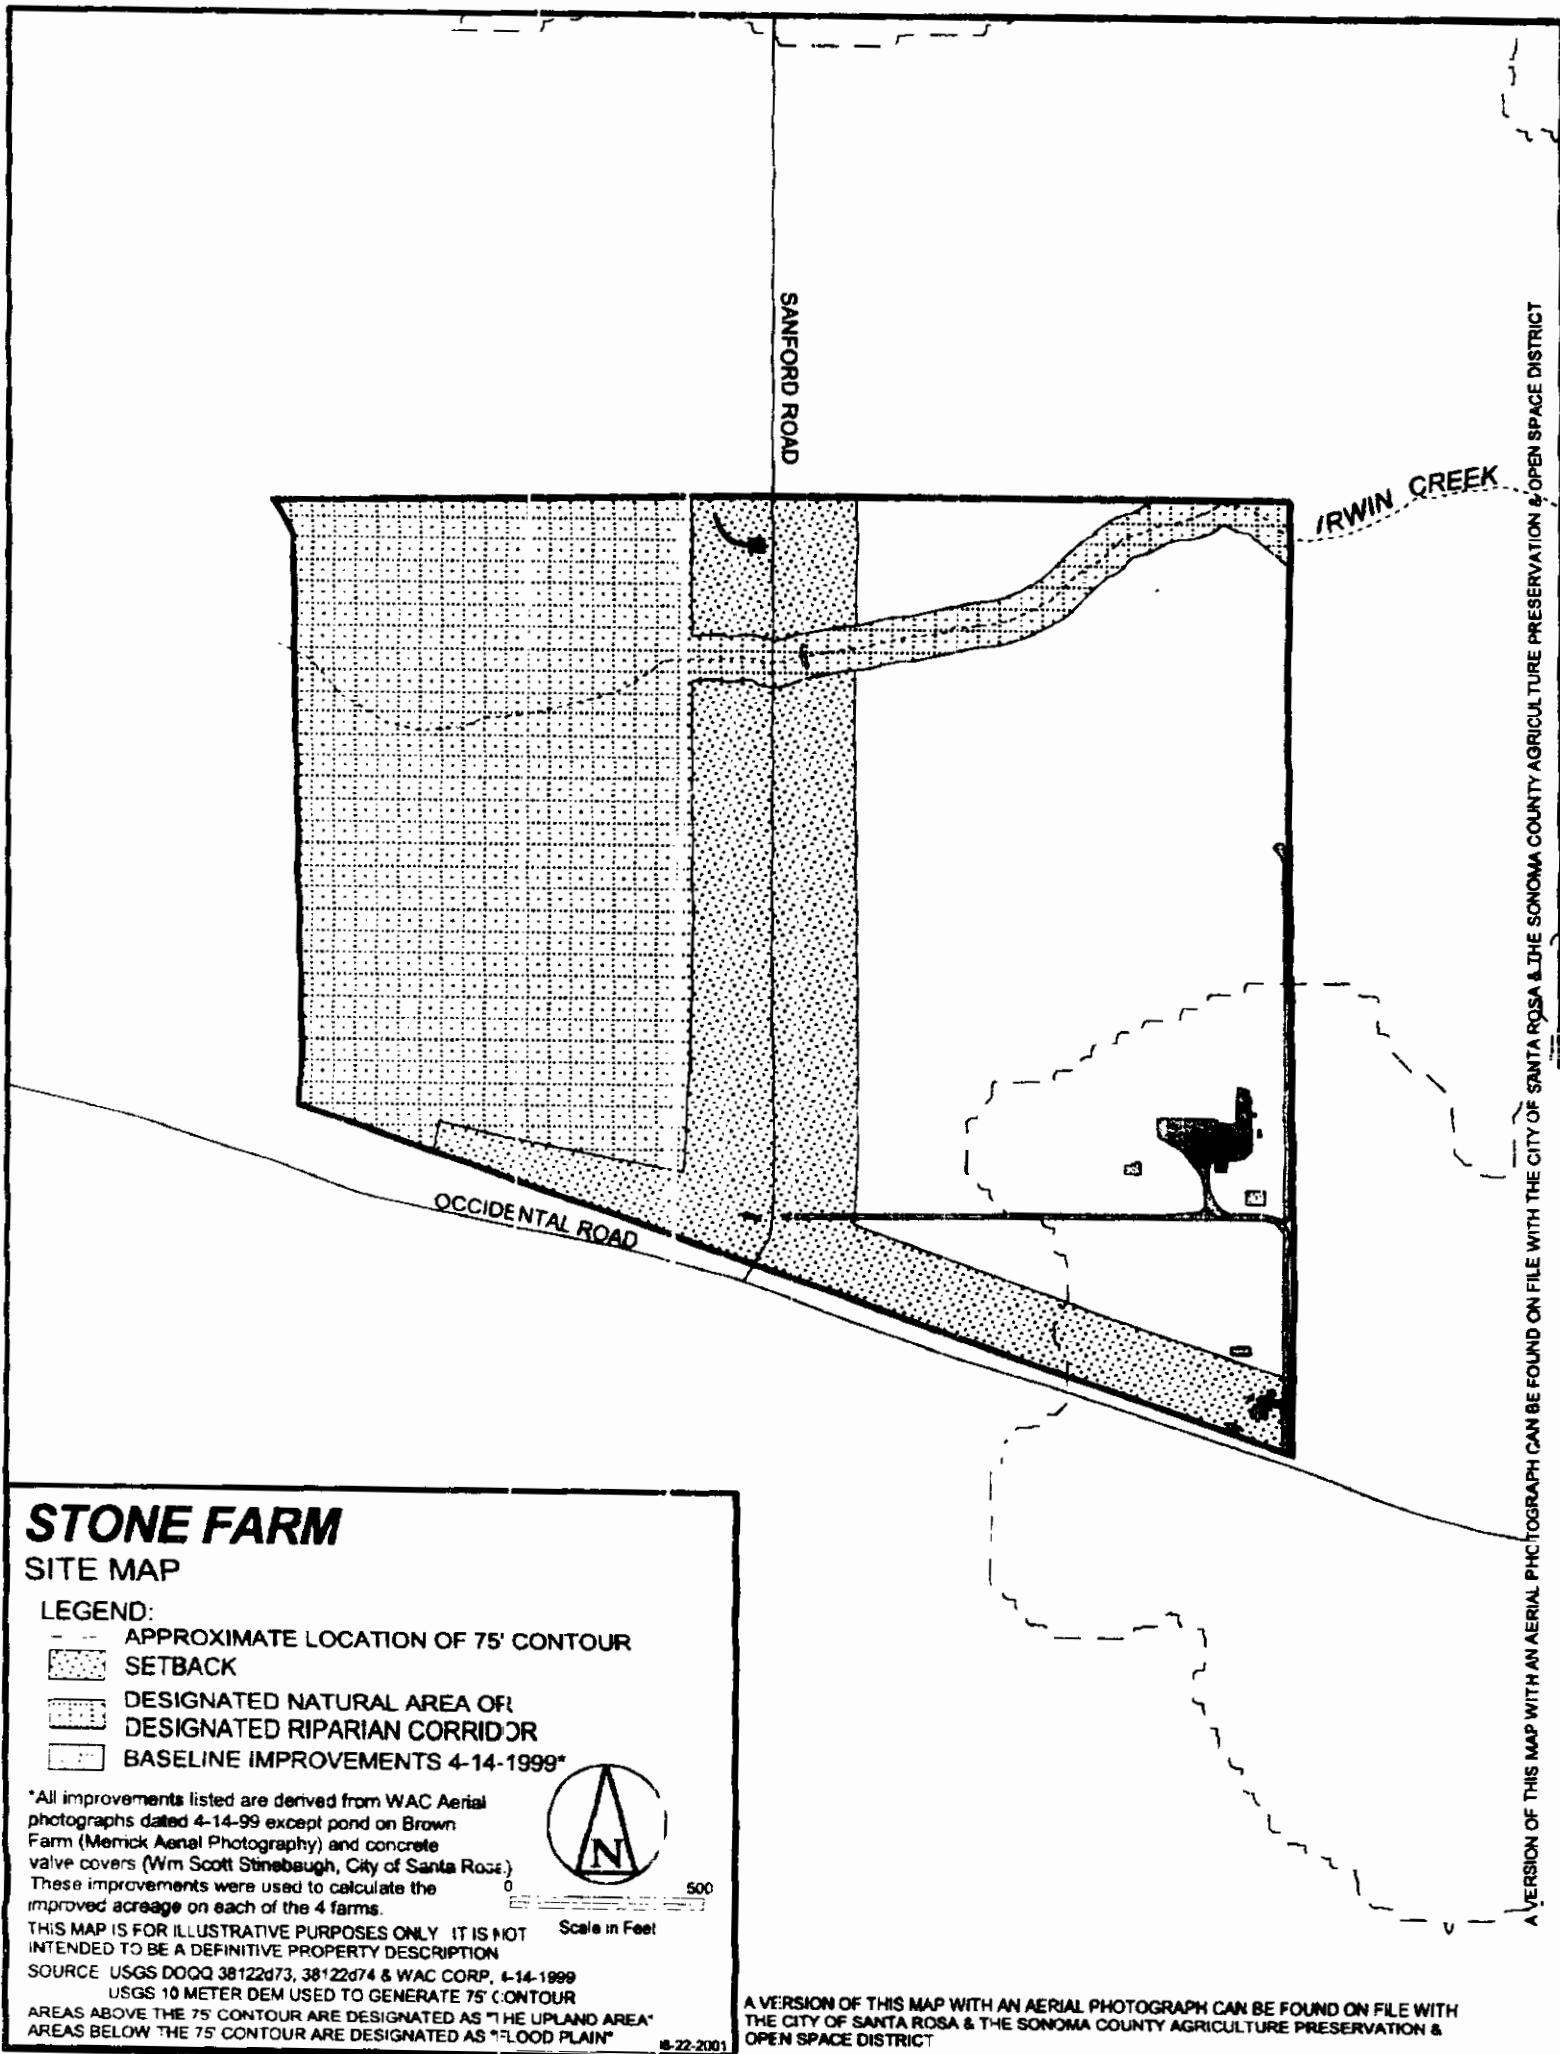 SANFORD ROAD
IRWIN CREEK
OCCIDENTAL ROAD
A VERSION OF THIS MAP WITH AN AERIAL PHOTOGRAPH CAN BE FOUND ON FILE WITH THE CITY OF SANTA ROSA & THE SONOMA COUNTY AGRICULTURE PRESERVATION & OPEN SPACE DISTRICT
STONE FARM
SITE MAP
LEGEND:
APPROXIMATE LOCATION OF 75' CONTOUR
SETBACK
DESIGNATED NATURAL AREA OR
DESIGNATED RIPARIAN CORRIDOR
BASELINE IMPROVEMENTS 4-14-1999*
*All improvements listed are derived from WAC Aerial
photographs dated 4-14-99 except pond on Brown
Farm (Merrick Aerial Photography) and concrete
valve covers (Wm Scott Stinebaugh, City of Santa Rosa.)
These improvements were used to calculate the
improved acreage on each of the 4 farms.
N
0 500
Scale in Feet
THIS MAP IS FOR ILLUSTRATIVE PURPOSES ONLY IT IS NOT
INTENDED TO BE A DEFINITIVE PROPERTY DESCRIPTION
SOURCE USGS DOQQ 38122d73, 38122d74 & WAC CORP, 4-14-1999
USGS 10 METER DEM USED TO GENERATE 75' CONTOUR
AREAS ABOVE THE 75' CONTOUR ARE DESIGNATED AS "THE UPLAND AREA"
AREAS BELOW THE 75' CONTOUR ARE DESIGNATED AS "FLOOD PLAIN"
A VERSION OF THIS MAP WITH AN AERIAL PHOTOGRAPH CAN BE FOUND ON FILE WITH
THE CITY OF SANTA ROSA & THE SONOMA COUNTY AGRICULTURE PRESERVATION &
OPEN SPACE DISTRICT